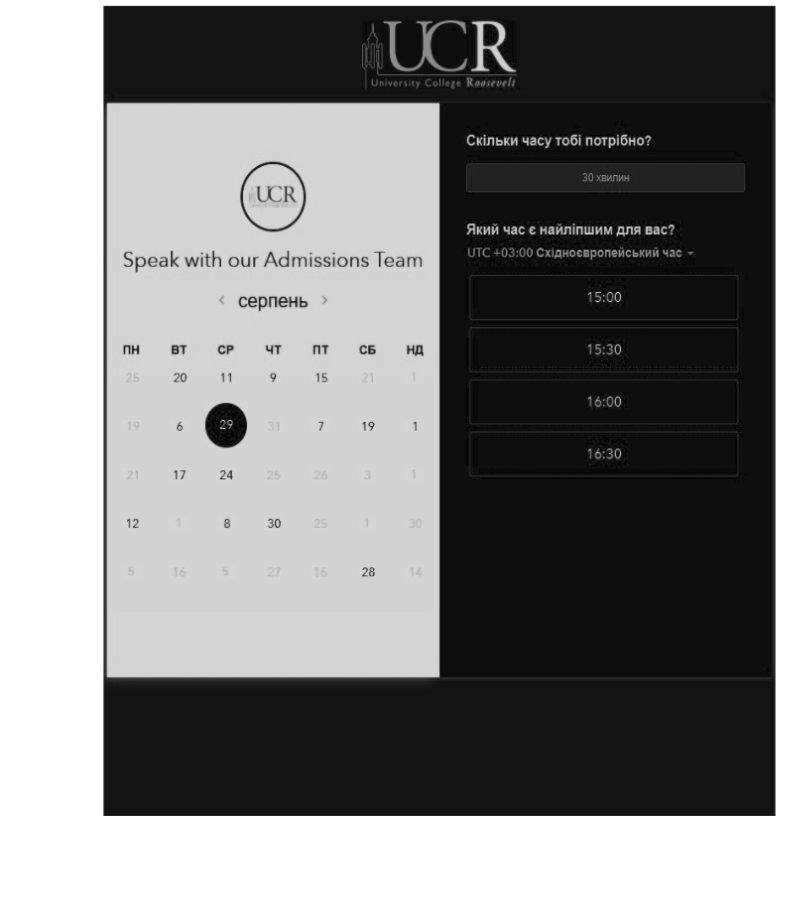 UCR
University College Roosevelt
UCR
Speak with our Admissions Team
‹ серпень ›
ПН ВТ СР ЧТ ПТ СБ НД
25 20 11 9 15 21 1
19 6 29 31 7 19 1
21 17 24 25 26 3 1
12 1 8 30 25 1 30
5 16 5 27 16 28 14
Скільки часу тобі потрібно?
30 хвилин
Який час є найліпшим для вас?
UTC +03:00 Східноєвропейський час
15:00
15:30
16:00
16:30